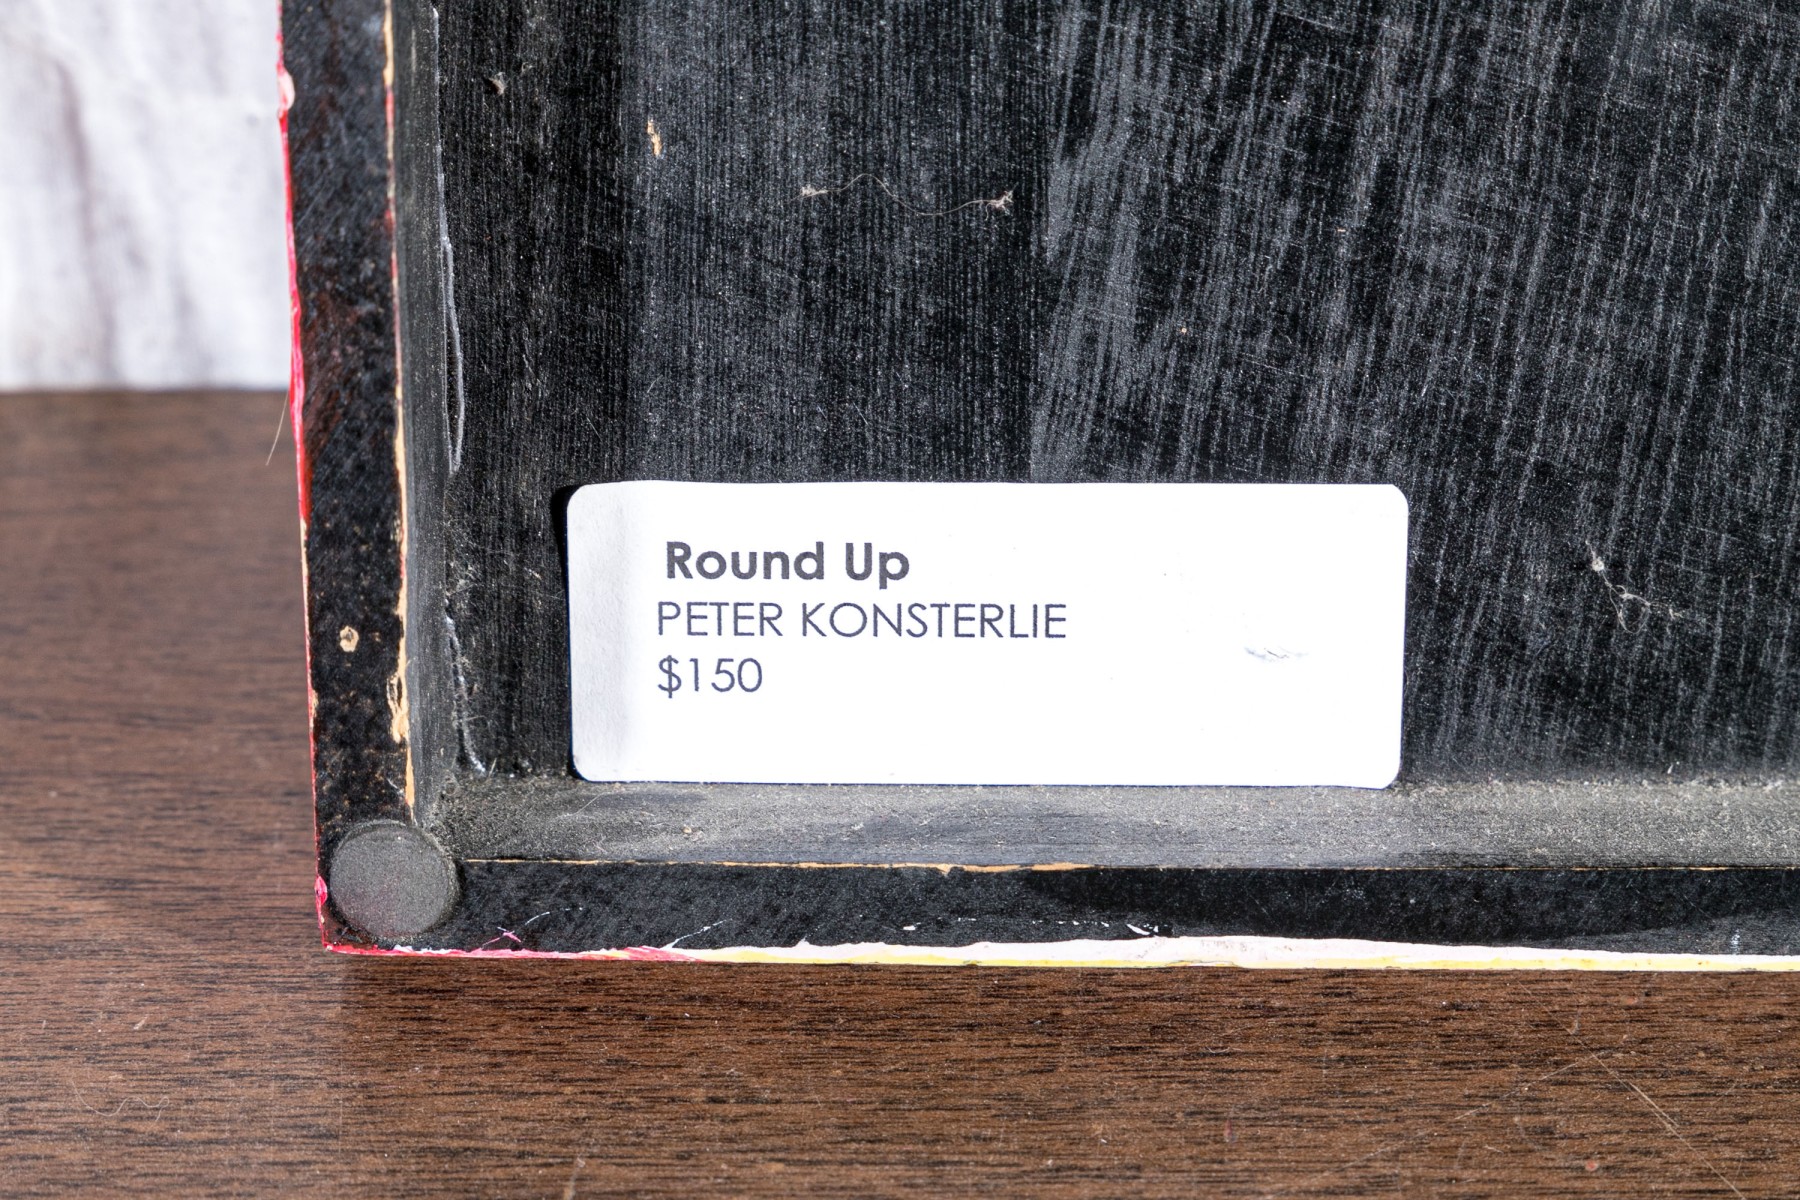 Round Up
PETER KONSTERLIE
$150